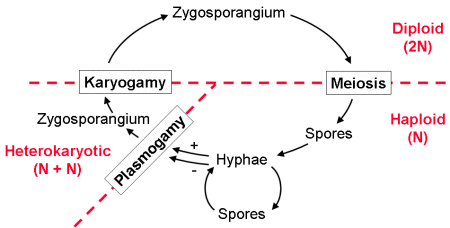 Zygosporangium
Diploid
(2N)
Karyogamy
Meiosis
Zygosporangium
Haploid
(N)
Spores
Plasmogamy
Heterokaryotic
(N + N)
+
-
Hyphae
Spores